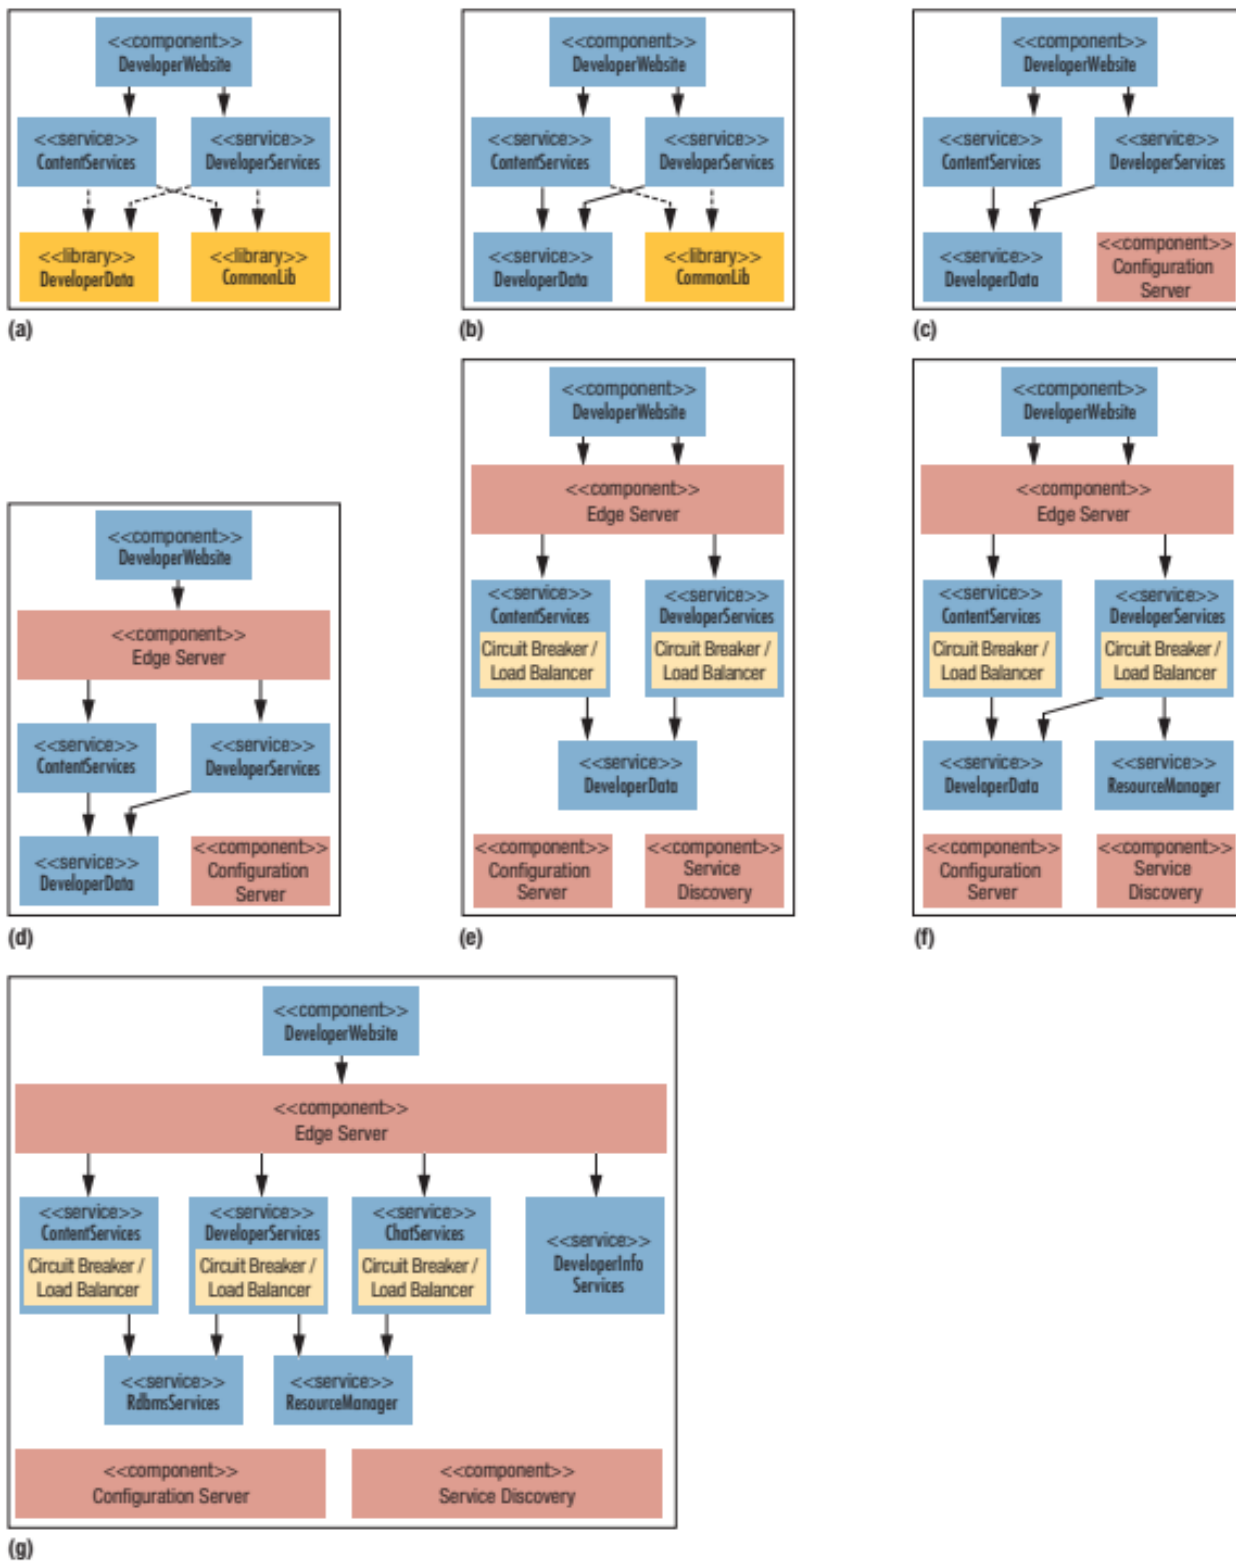 <<component>>
DeveloperWebsite
<<service>>
ContentServices
<<service>>
DeveloperServices
<<library>>
DeveloperData
<<library>>
CommonLib
(a)
<<component>>
DeveloperWebsite
<<service>>
ContentServices
<<service>>
DeveloperServices
<<service>>
DeveloperData
<<library>>
CommonLib
(b)
<<component>>
DeveloperWebsite
<<service>>
ContentServices
<<service>>
DeveloperServices
<<service>>
DeveloperData
<<component>>
Configuration
Server
(c)
<<component>>
DeveloperWebsite
<<component>>
Edge Server
<<service>>
ContentServices
<<service>>
DeveloperServices
<<service>>
DeveloperData
<<component>>
Configuration
Server
(d)
<<component>>
DeveloperWebsite
<<component>>
Edge Server
<<service>>
ContentServices
Circuit Breaker /
Load Balancer
<<service>>
DeveloperServices
Circuit Breaker /
Load Balancer
<<service>>
DeveloperData
<<component>>
Configuration
Server
<<component>>
Service
Discovery
(e)
<<component>>
DeveloperWebsite
<<component>>
Edge Server
<<service>>
ContentServices
Circuit Breaker /
Load Balancer
<<service>>
DeveloperServices
Circuit Breaker /
Load Balancer
<<service>>
DeveloperData
<<service>>
ResourceManager
<<component>>
Configuration
Server
<<component>>
Service
Discovery
(f)
<<component>>
DeveloperWebsite
<<component>>
Edge Server
<<service>>
ContentServices
Circuit Breaker /
Load Balancer
<<service>>
DeveloperServices
Circuit Breaker /
Load Balancer
<<service>>
ChatServices
Circuit Breaker /
Load Balancer
<<service>>
DeveloperInfo
Services
<<service>>
RdbmsServices
<<service>>
ResourceManager
<<component>>
Configuration Server
<<component>>
Service Discovery
(g)